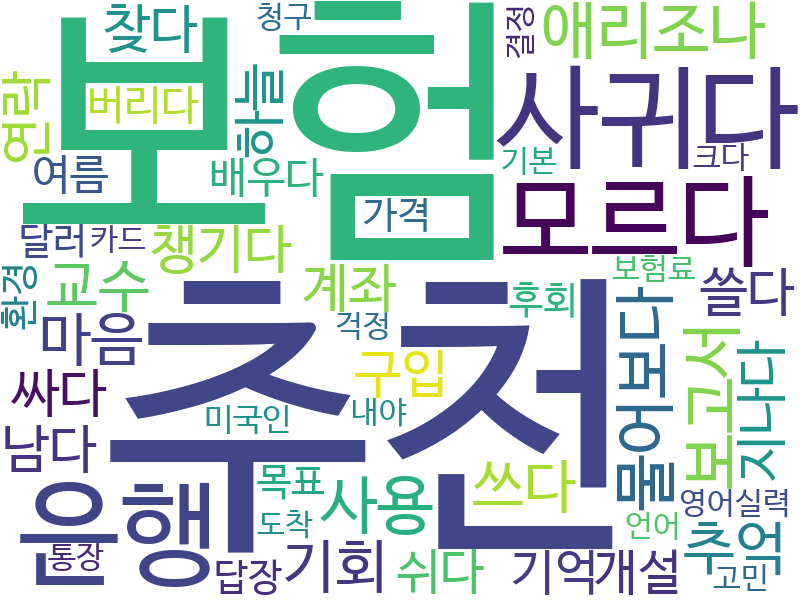 찾다
청구
결정
애리조나
보험
연락
버리다
하늘
사귀다
여름
배우다
가격
기본
크다
모르다
달러
카드
챙기다
환경
교수
계좌
후회
보험료
쓸다
물어보다
마음
추천
걱정
구입
보고서
지나다
싸다
미국인
내야
남다
운행
목표
사용
쓰다
영어실력
도착
언어
추억
통장
답장
기회
쉬다
기억
개설
고민